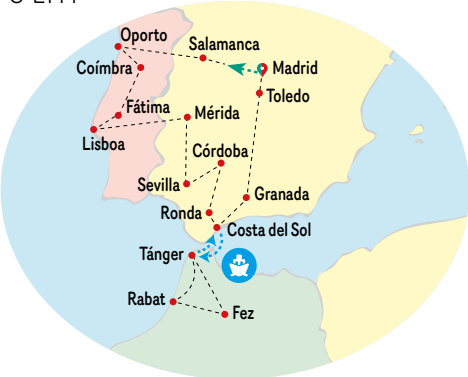 Oporto
Salamanca
Coímbra
Madrid
Toledo
Fátima
Mérida
Lisboa
Córdoba
Sevilla
Granada
Ronda
Costa del Sol
Tánger
Rabat
Fez